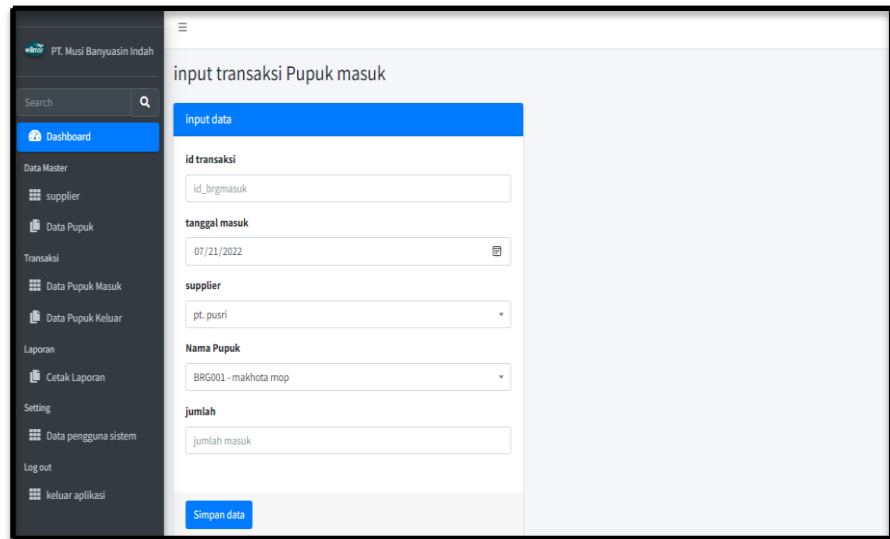 wilmar PT. Musi Banyuasin Indah
Search
Dashboard
Data Master
supplier
Data Pupuk
Transaksi
Data Pupuk Masuk
Data Pupuk Keluar
Laporan
Cetak Laporan
Setting
Data pengguna sistem
Log out
keluar aplikasi
input transaksi Pupuk masuk
input data
id transaksi
id_brgmasuk
tanggal masuk
07/21/2022
supplier
pt. pusri
Nama Pupuk
BRG001 - makhota mop
jumlah
jumlah masuk
Simpan data